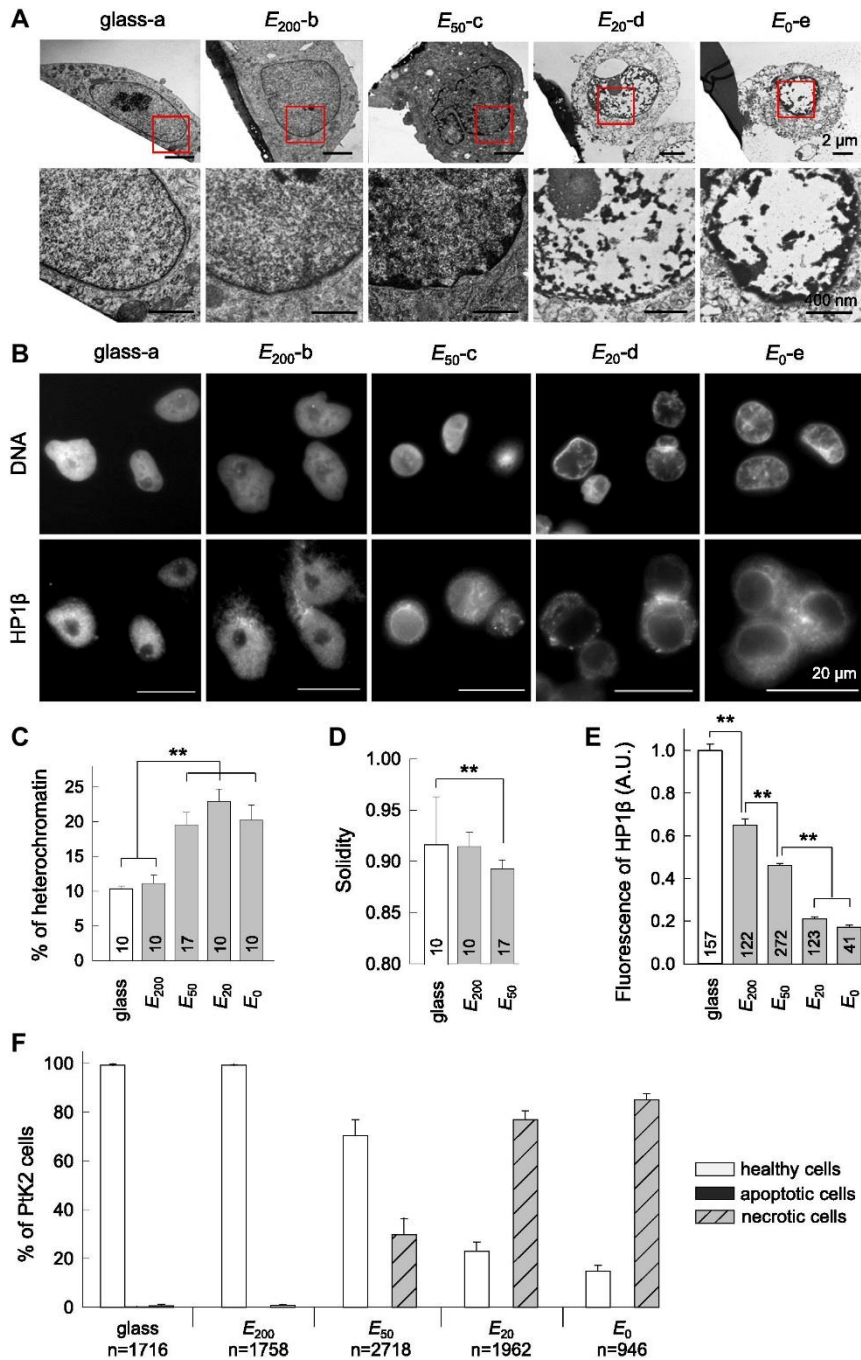 A
glass-a E200-b E50-c E20-d E0-e
2 µm
400 nm
B
glass-a E200-b E50-c E20-d E0-e
DNA
HP1β
20 µm
C
% of heterochromatin
**
25
20
15
10
5
0
10 10 17 10 10
glass E200 E50 E20 E0
D
Solidity
**
1.00
0.95
0.90
0.85
0.80
10 10 17
glass E200 E50
E
Fluorescence of HP1β (A.U.)
** ** **
1.0
0.8
0.6
0.4
0.2
0.0
157 122 272 123 41
glass E200 E50 E20 E0
F
% of PtK2 cells
100
80
60
40
20
0
glass E200 E50 E20 E0
n=1716 n=1758 n=2718 n=1962 n=946
healthy cells
apoptotic cells
necrotic cells